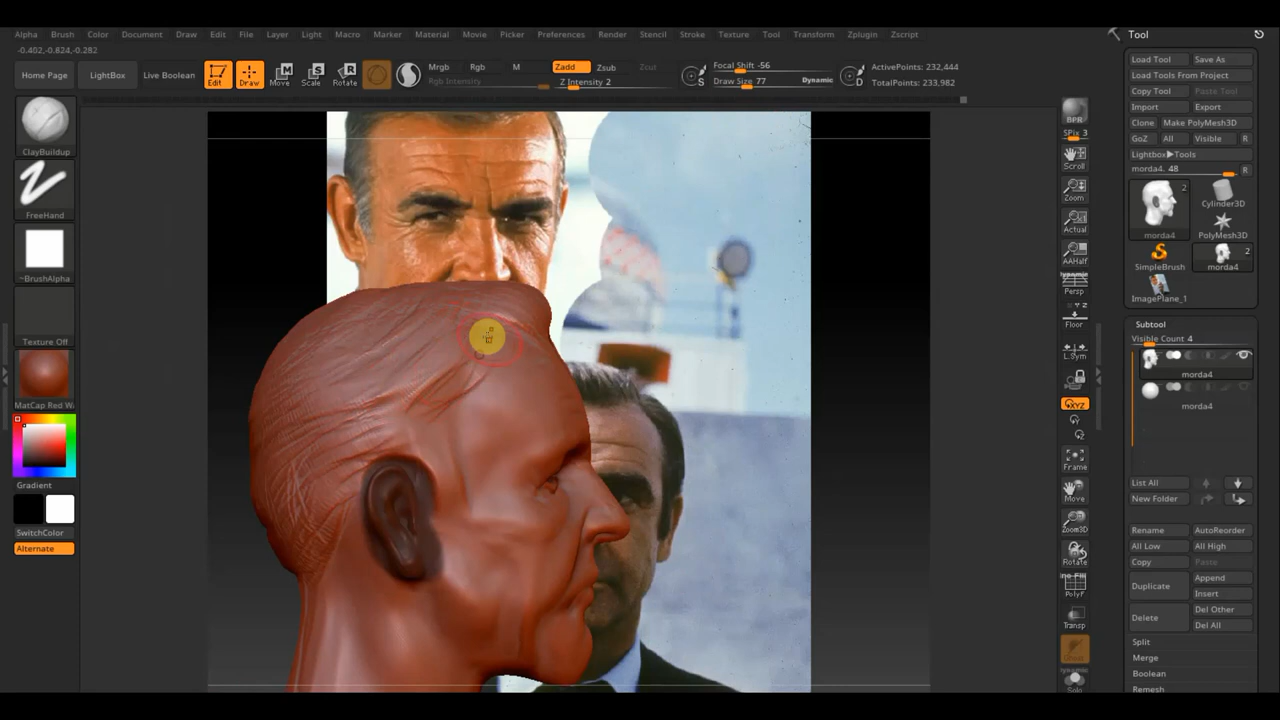 Alpha Brush Color Document Draw Edit File Layer Light Macro Marker Material Movie Picker Preferences Render Stencil Stroke Texture Tool Transform Zplugin Zscript
Tool
-0.402,-0.824,-0.282
Home Page LightBox Live Boolean Edit Draw Move Scale Rotate
Mrgb Rgb M Zadd Zsub Zcut
Rgb Intensity Z Intensity 2
Focal Shift -56
Draw Size 77 Dynamic
ActivePoints: 232,444
TotalPoints: 233,982
ClayBuildup
FreeHand
~BrushAlpha
Texture Off
MatCap Red Wa
Gradient
SwitchColor
Alternate
BPR
SPix 3
Scroll
Zoom
Actual
AAHalf
dynamic
Persp
Floor
L.Sym
XYZ
Y
Z
Frame
Move
Zoom3D
Rotate
PolyF
Transp
Ghost
dynamic
Solo
Load Tool Save As
Load Tools From Project
Copy Tool Paste Tool
Import Export
Clone Make PolyMesh3D
GoZ All Visible R
Lightbox▶Tools
morda4. 48 R
2
morda4
Cylinder3D
PolyMesh3D
SimpleBrush
2
morda4
ImagePlane_1
Subtool
Visible Count 4
morda4
morda4
List All
New Folder
Rename AutoReorder
All Low All High
Copy Paste
Duplicate Append
Insert
Delete Del Other
Del All
Split
Merge
Boolean
Remesh